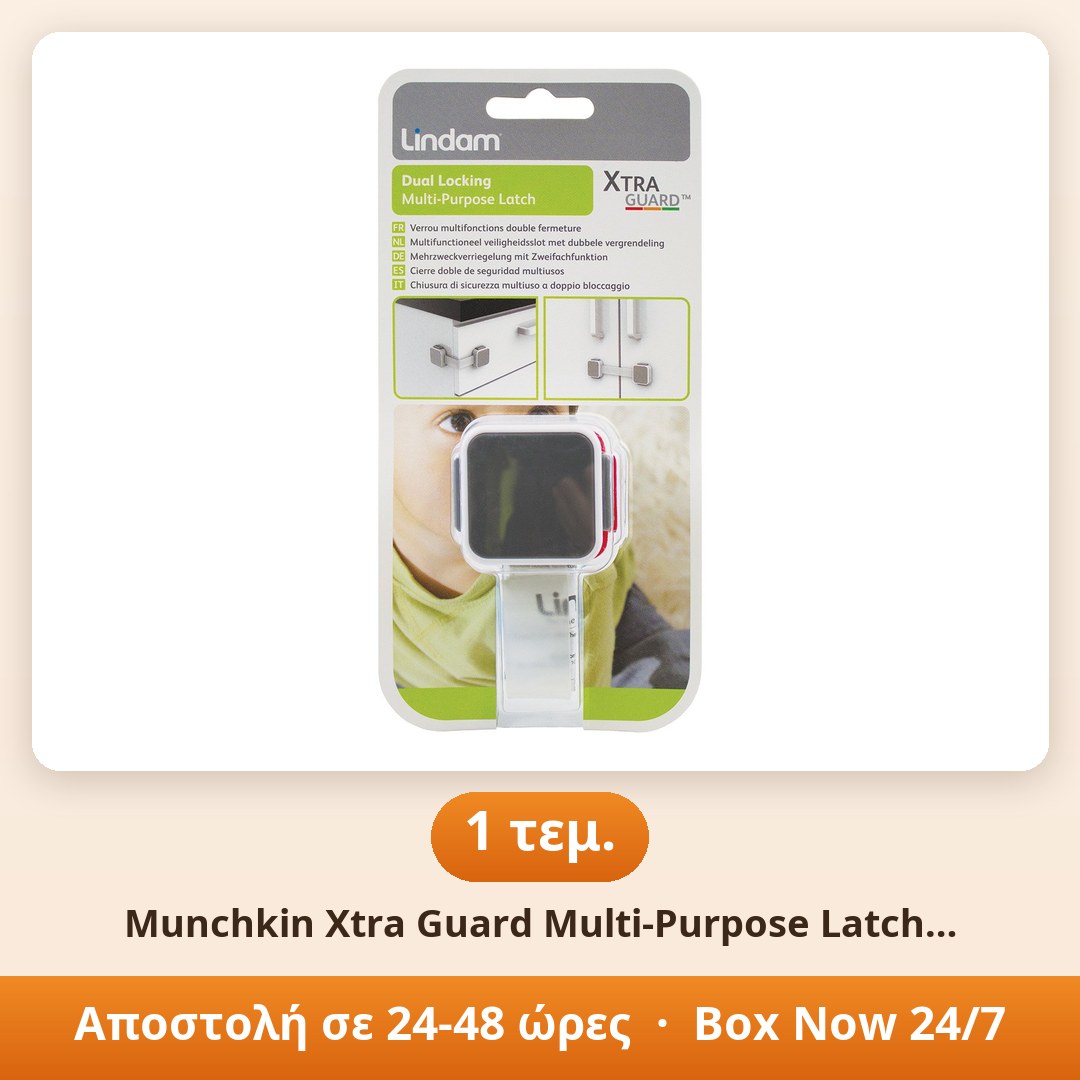 Lindam
Dual Locking
Multi-Purpose Latch
XTRA
GUARD™
FR Verrou multifonctions double fermeture
NL Multifunctioneel veiligheidsslot met dubbele vergrendeling
DE Mehrzweckverriegelung mit Zweifachfunktion
ES Cierre doble de seguridad multiusos
IT Chiusura di sicurezza multiuso a doppio bloccaggio
1 τεμ.
Munchkin Xtra Guard Multi-Purpose Latch...
Αποστολή σε 24-48 ώρες · Box Now 24/7